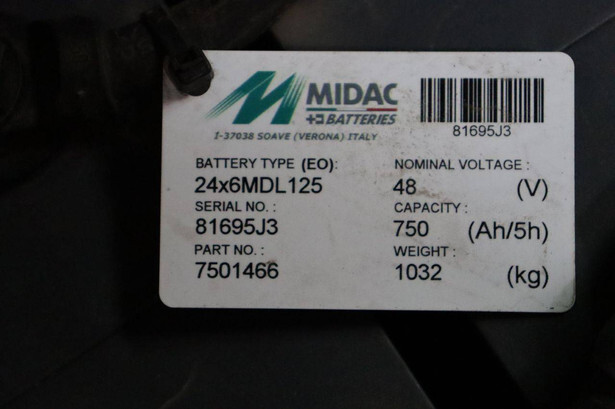 MIDAC
BATTERIES
I-37038 SOAVE (VERONA) ITALY
81695J3
BATTERY TYPE (EO):
24x6MDL125
SERIAL NO. :
81695J3
PART NO. :
7501466
NOMINAL VOLTAGE :
48 (V)
CAPACITY :
750 (Ah/5h)
WEIGHT :
1032 (kg)